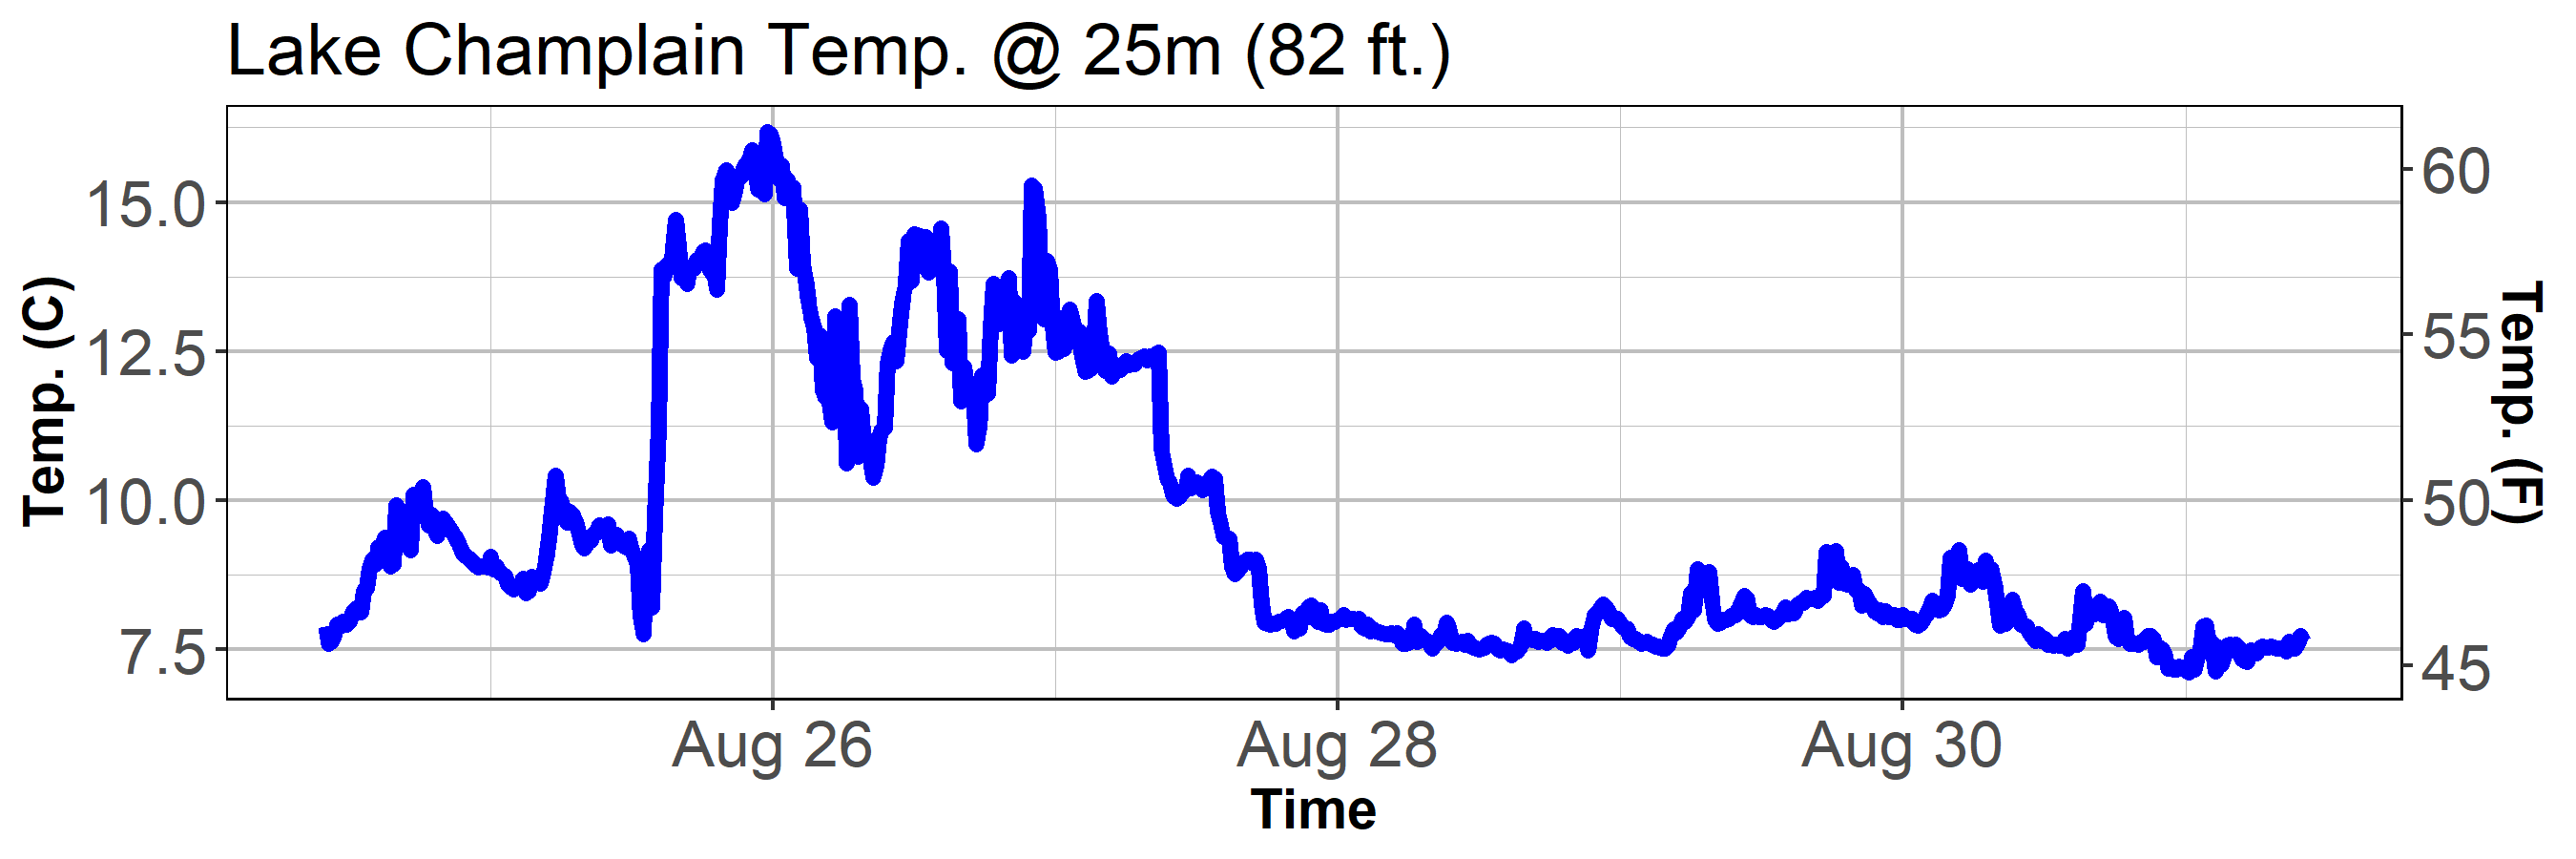 Lake Champlain Temp. @ 25m (82 ft.)
Temp. (C)
15.0
12.5
10.0
7.5
60
55
50
45
Temp. (F)
Aug 26 Aug 28 Aug 30
Time